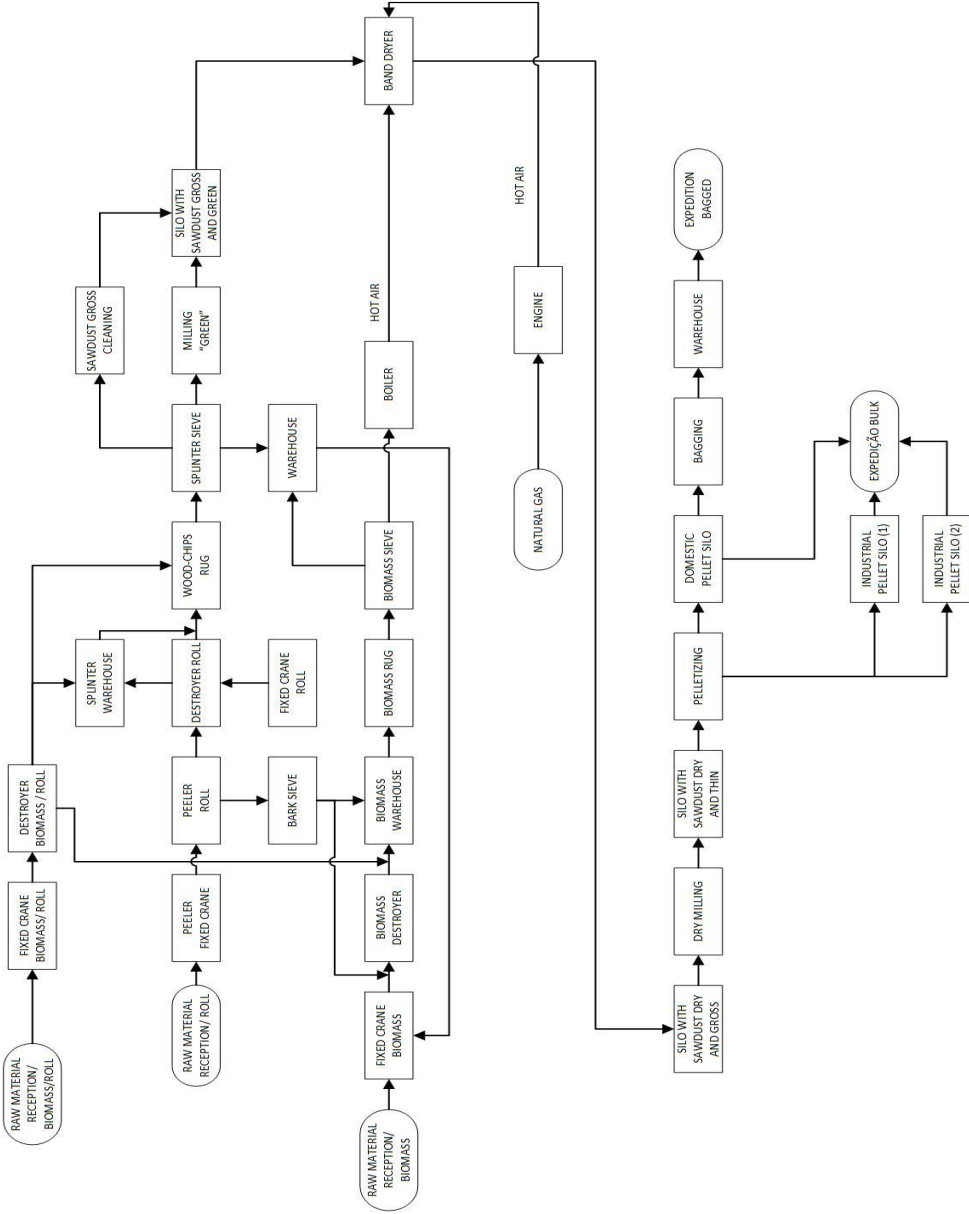 RAW MATERIAL
RECEPTION/
BIOMASS/ROLL
FIXED CRANE
BIOMASS/ ROLL
DESTROYER
BIOMASS / ROLL
SPLINTER
WAREHOUSE
SAWDUST GROSS
CLEANING
RAW MATERIAL
RECEPTION / ROLL
PEELER
FIXED CRANE
PEELER
ROLL
DESTROYER ROLL
WOOD-CHIPS
RUG
SPLINTER SIEVE
MILLING
“GREEN”
SILO WITH
SAWDUST GROSS
AND GREEN
BARK SIEVE
FIXED CRANE
ROLL
WAREHOUSE
RAW MATERIAL
RECEPTION/
BIOMASS
FIXED CRANE
BIOMASS
BIOMASS
DESTROYER
BIOMASS
WAREHOUSE
BIOMASS RUG
BIOMASS SIEVE
BOILER
HOT AIR
BAND DRYER
NATURAL GAS
ENGINE
HOT AIR
SILO WITH
SAWDUST DRY
AND GROSS
DRY MILLING
SILO WITH
SAWDUST DRY
AND THIN
PELLETIZING
DOMESTIC
PELLET SILO
BAGGING
WAREHOUSE
EXPEDITION
BAGGED
INDUSTRIAL
PELLET SILO (1)
EXPEDIÇÃO BULK
INDUSTRIAL
PELLET SILO (2)